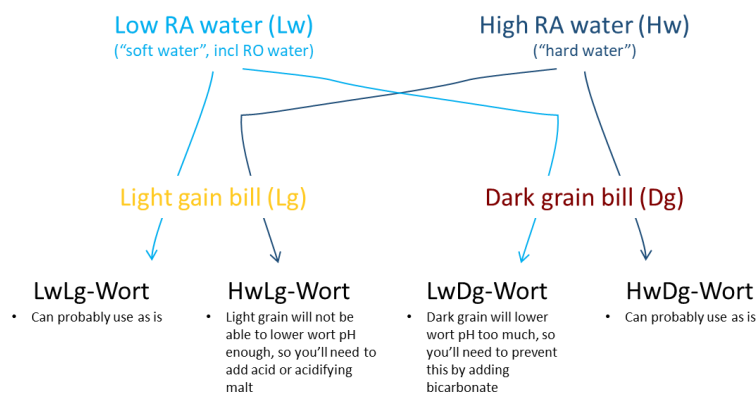 Low RA water (Lw)
("soft water", incl RO water)
High RA water (Hw)
("hard water")
Light gain bill (Lg)
Dark grain bill (Dg)
LwLg-Wort
• Can probably use as is
HwLg-Wort
• Light grain will not be
able to lower wort pH
enough, so you'll need to
add acid or acidifying
malt
LwDg-Wort
• Dark grain will lower
wort pH too much, so
you'll need to prevent
this by adding
bicarbonate
HwDg-Wort
• Can probably use as is